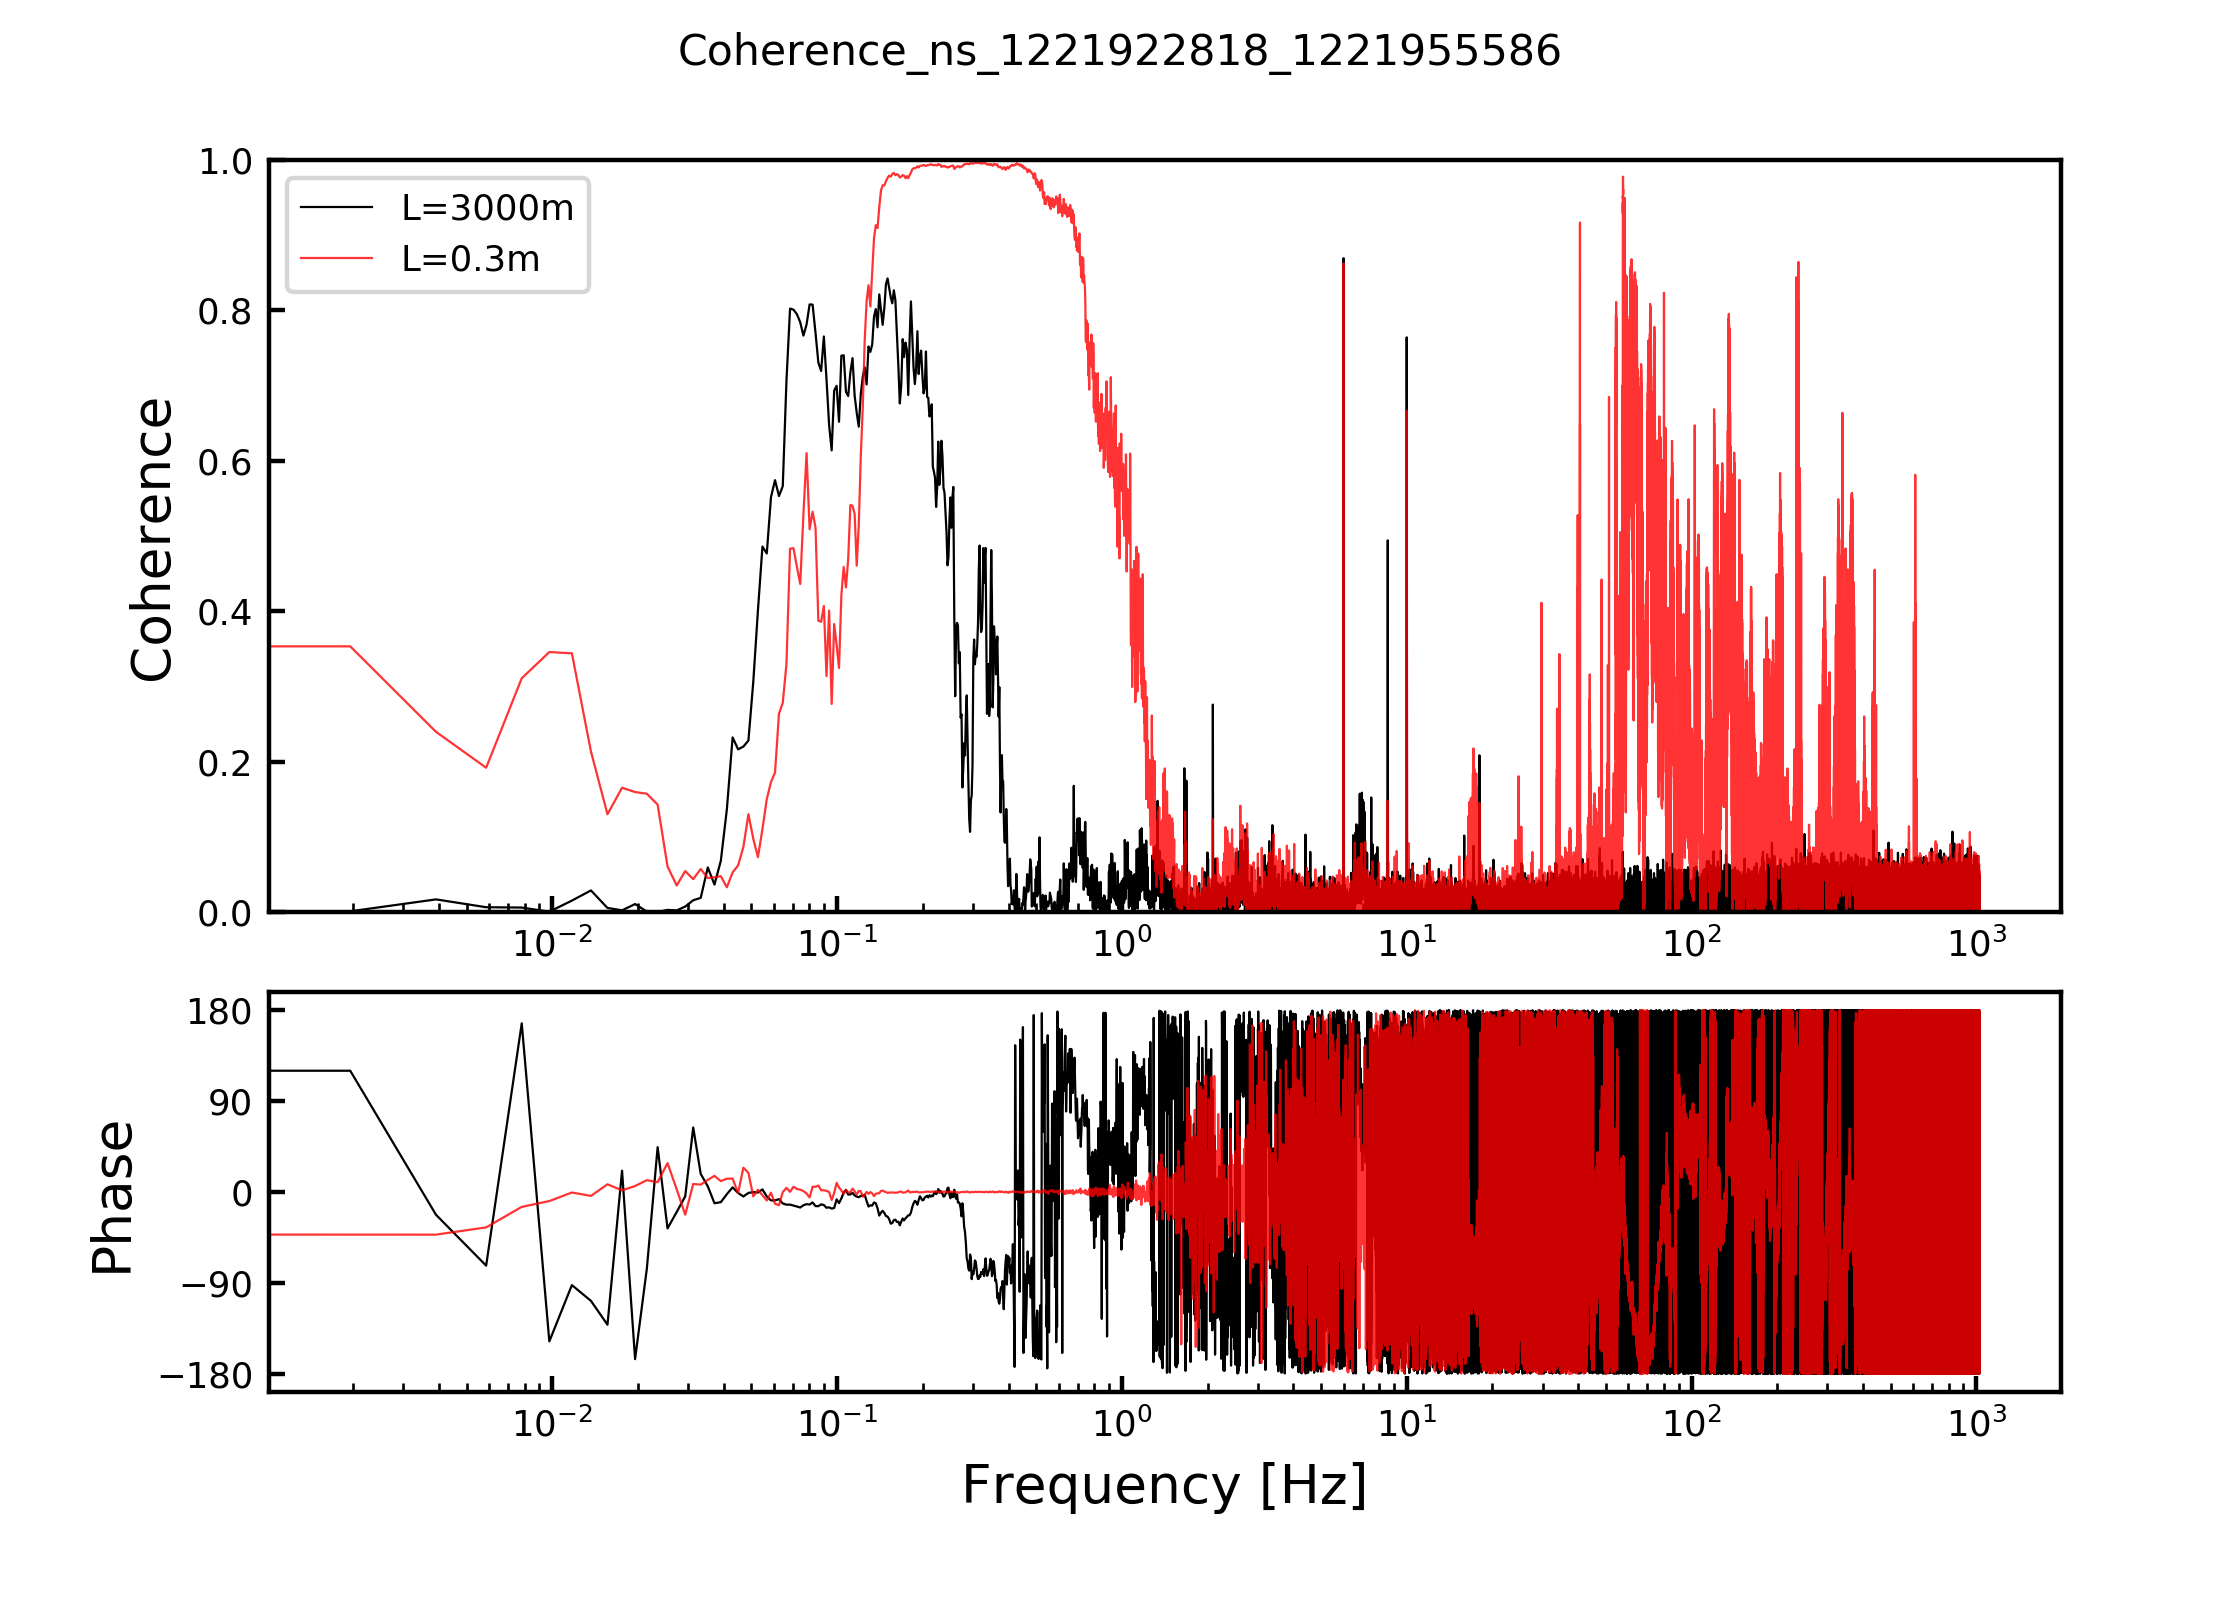 Coherence_ns_1221922818_1221955586
L=3000m
L=0.3m
Coherence
1.0
0.8
0.6
0.4
0.2
0.0
10⁻² 10⁻¹ 10⁰ 10¹ 10² 10³
Phase
180
90
0
−90
−180
10⁻² 10⁻¹ 10⁰ 10¹ 10² 10³
Frequency [Hz]